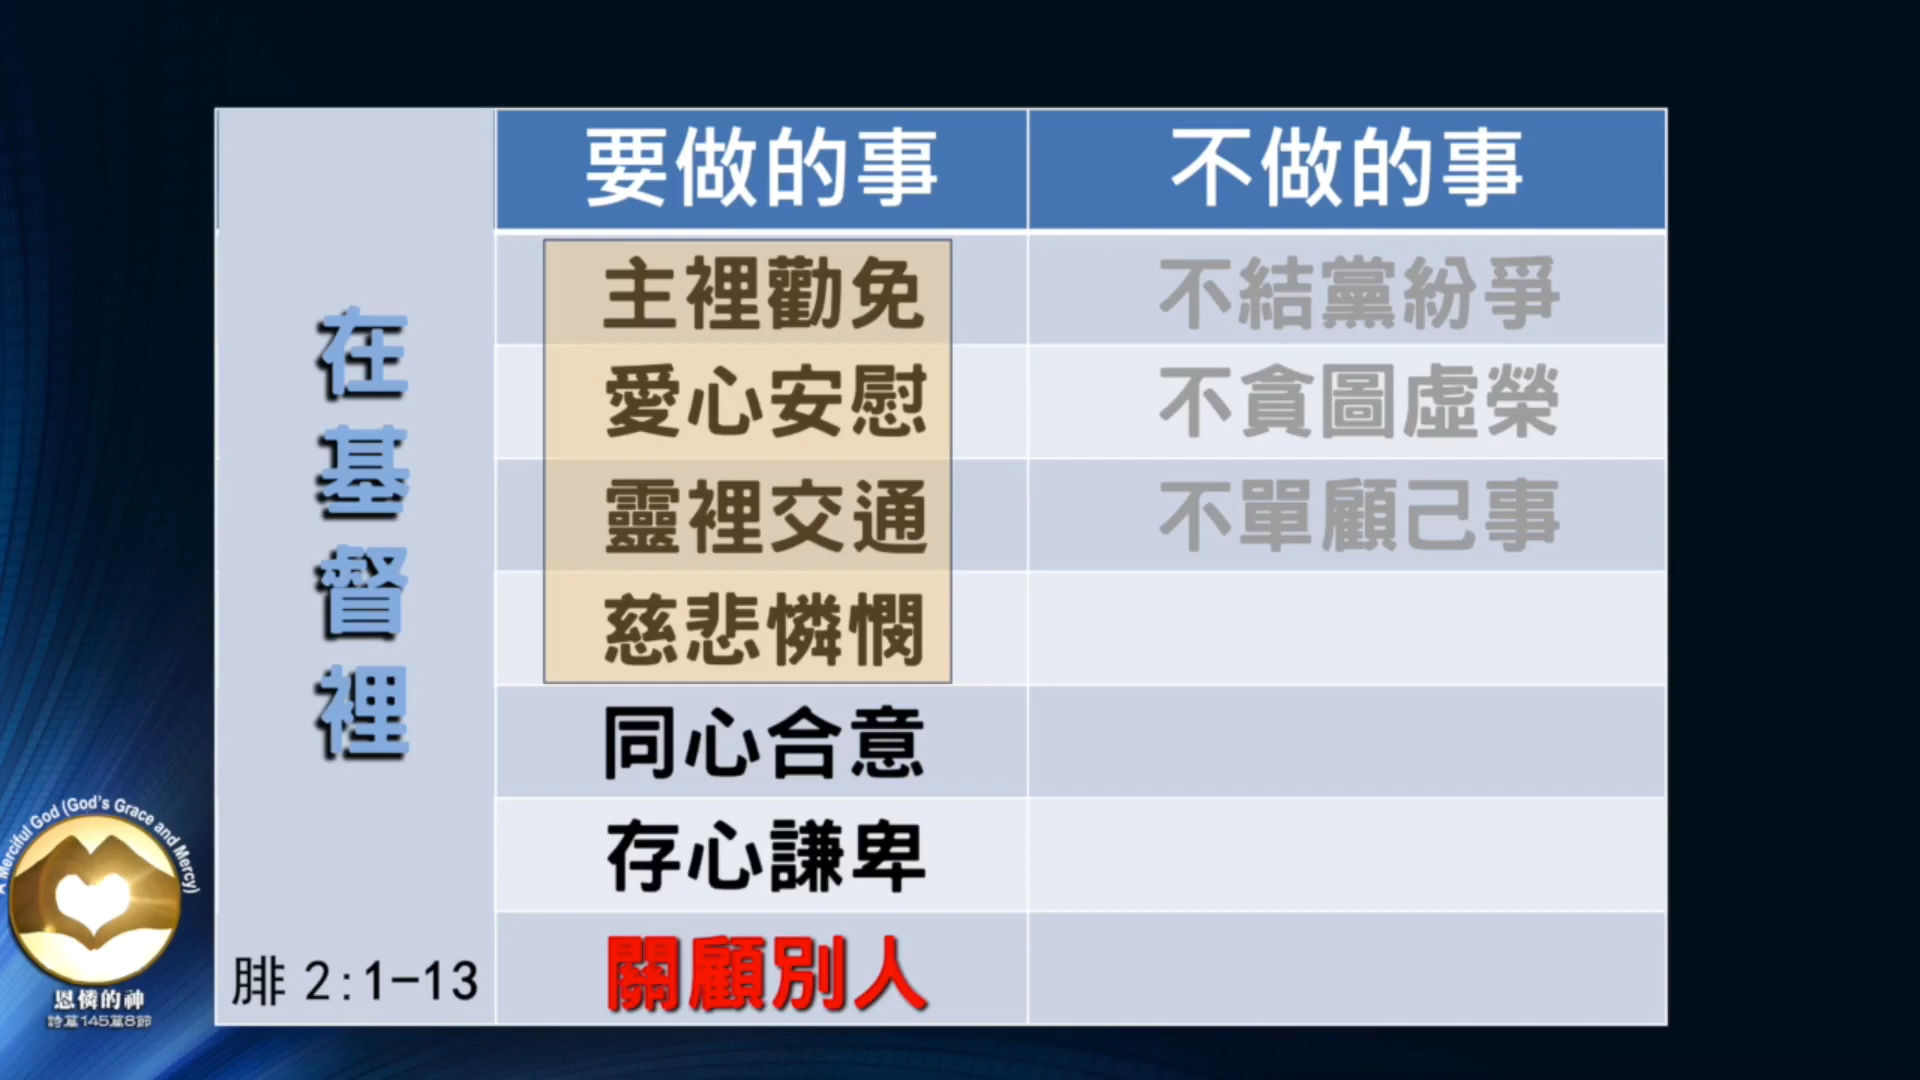 要做的事
不做的事
在基督裡
主裡勸免
不結黨紛爭
愛心安慰
不貪圖虛榮
靈裡交通
不單顧己事
慈悲憐憫
同心合意
存心謙卑
關顧別人
腓 2:1-13
A Merciful God (God's Grace and Mercy)
恩憐的神
詩篇145篇8節